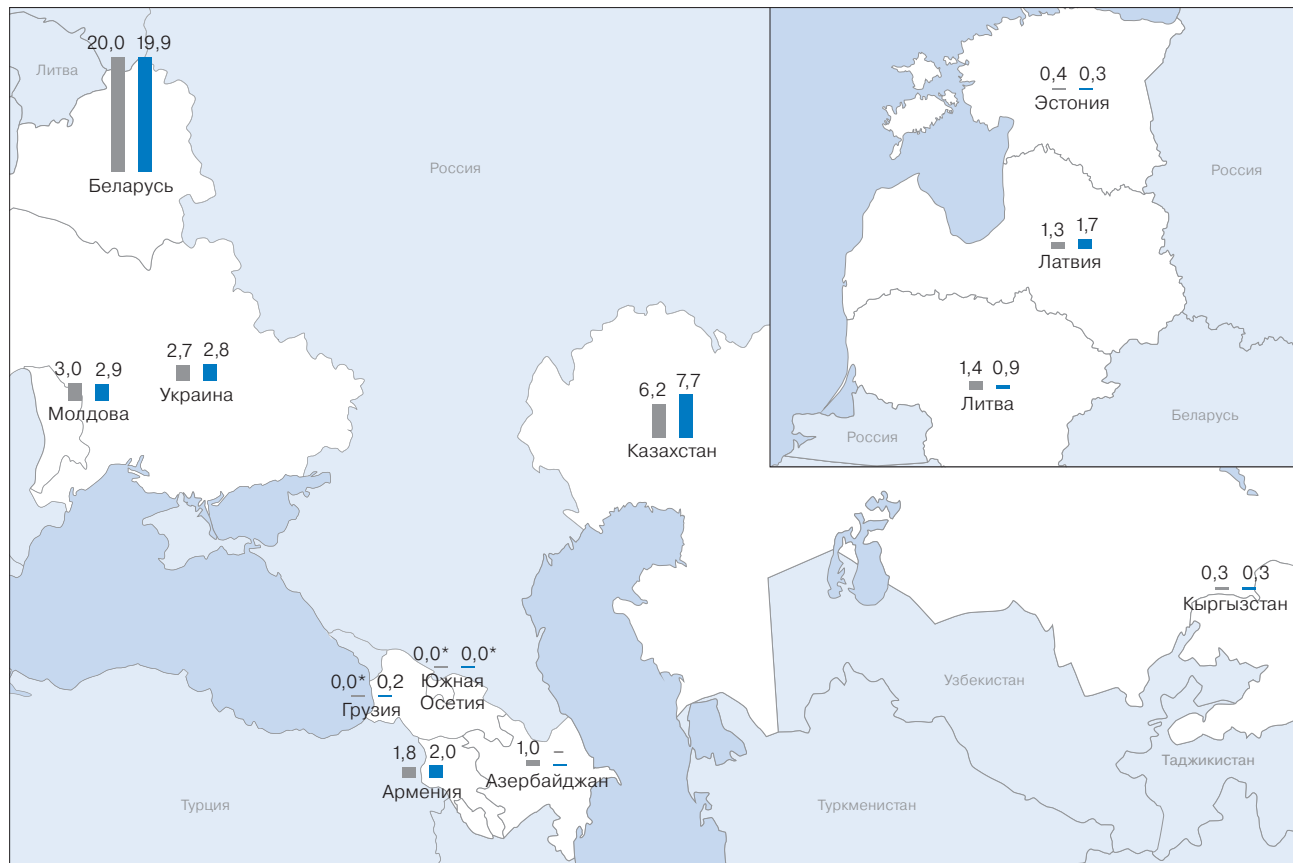 20,0 19,9
Литва
Беларусь
Россия
2,7 2,8
Украина
3,0 2,9
Молдова
6,2 7,7
Казахстан
0,4 0,3
Эстония
Россия
1,3 1,7
Латвия
1,4 0,9
Литва
Россия
Беларусь
0,3 0,3
Кыргызстан
0,0* 0,0*
Южная
Осетия
0,0* 0,2
Грузия
1,8 2,0
Армения
1,0 –
Азербайджан
Узбекистан
Таджикистан
Турция
Туркменистан